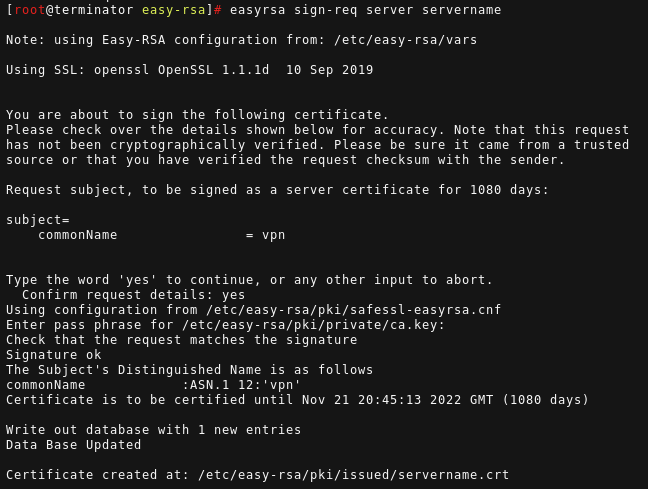 [root@terminator easy-rsa]# easyrsa sign-req server servername
Note: using Easy-RSA configuration from: /etc/easy-rsa/vars
Using SSL: openssl OpenSSL 1.1.1d  10 Sep 2019
You are about to sign the following certificate.
Please check over the details shown below for accuracy. Note that this request
has not been cryptographically verified. Please be sure it came from a trusted
source or that you have verified the request checksum with the sender.
Request subject, to be signed as a server certificate for 1080 days:
subject=
    commonName                = vpn
Type the word 'yes' to continue, or any other input to abort.
  Confirm request details: yes
Using configuration from /etc/easy-rsa/pki/safessl-easyrsa.cnf
Enter pass phrase for /etc/easy-rsa/pki/private/ca.key:
Check that the request matches the signature
Signature ok
The Subject's Distinguished Name is as follows
commonName            :ASN.1 12:'vpn'
Certificate is to be certified until Nov 21 20:45:13 2022 GMT (1080 days)
Write out database with 1 new entries
Data Base Updated
Certificate created at: /etc/easy-rsa/pki/issued/servername.crt